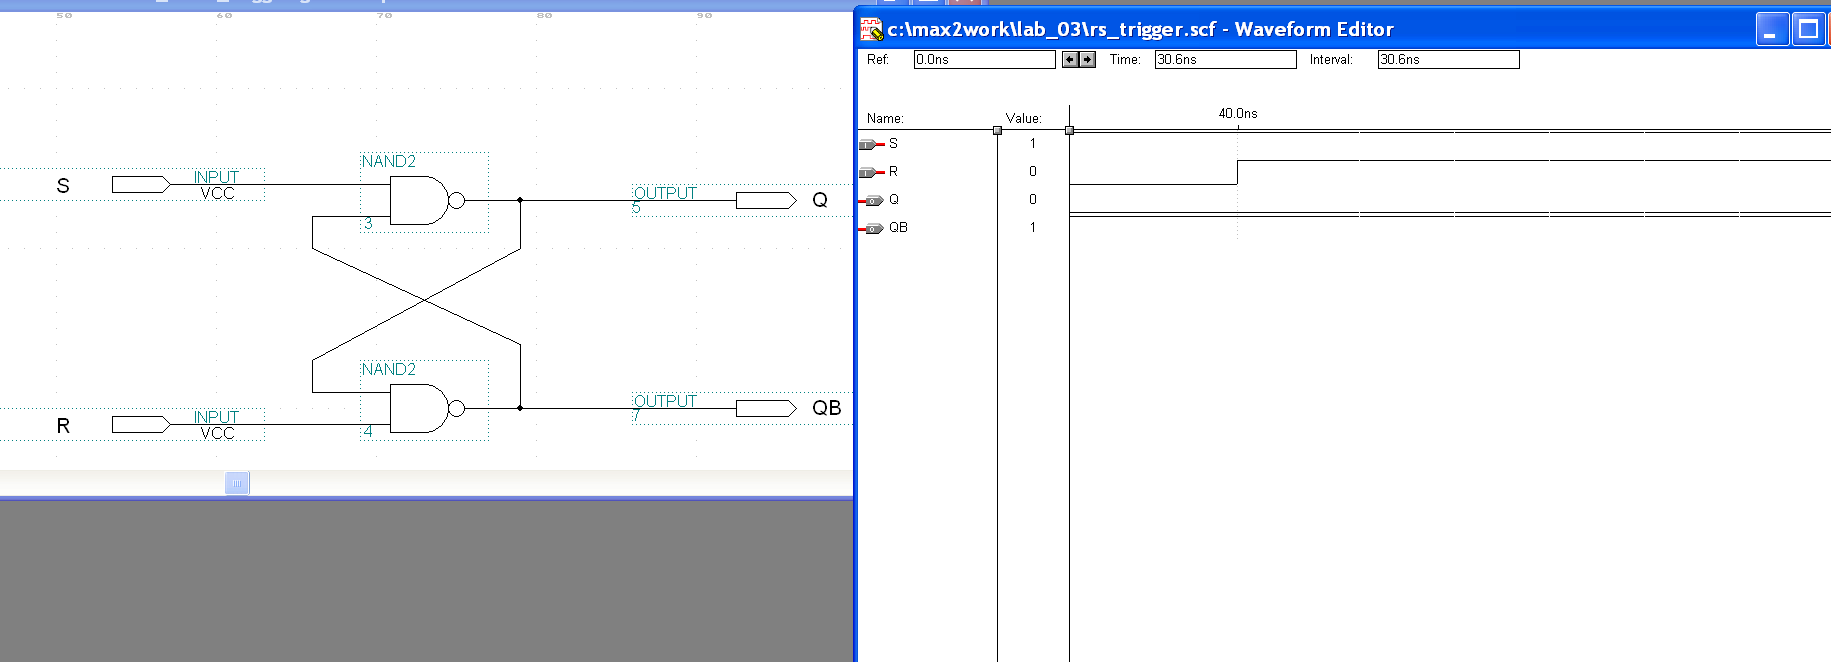 50 60 70 80 90
NAND2
S INPUT
VCC
3
OUTPUT
5
Q
NAND2
R INPUT
VCC
4
OUTPUT
7
QB
c:\max2work\lab_03\rs_trigger.scf - Waveform Editor
Ref: 0.0ns Time: 30.6ns Interval: 30.6ns
40.0ns
Name: Value:
S 1
R 0
Q 0
QB 1